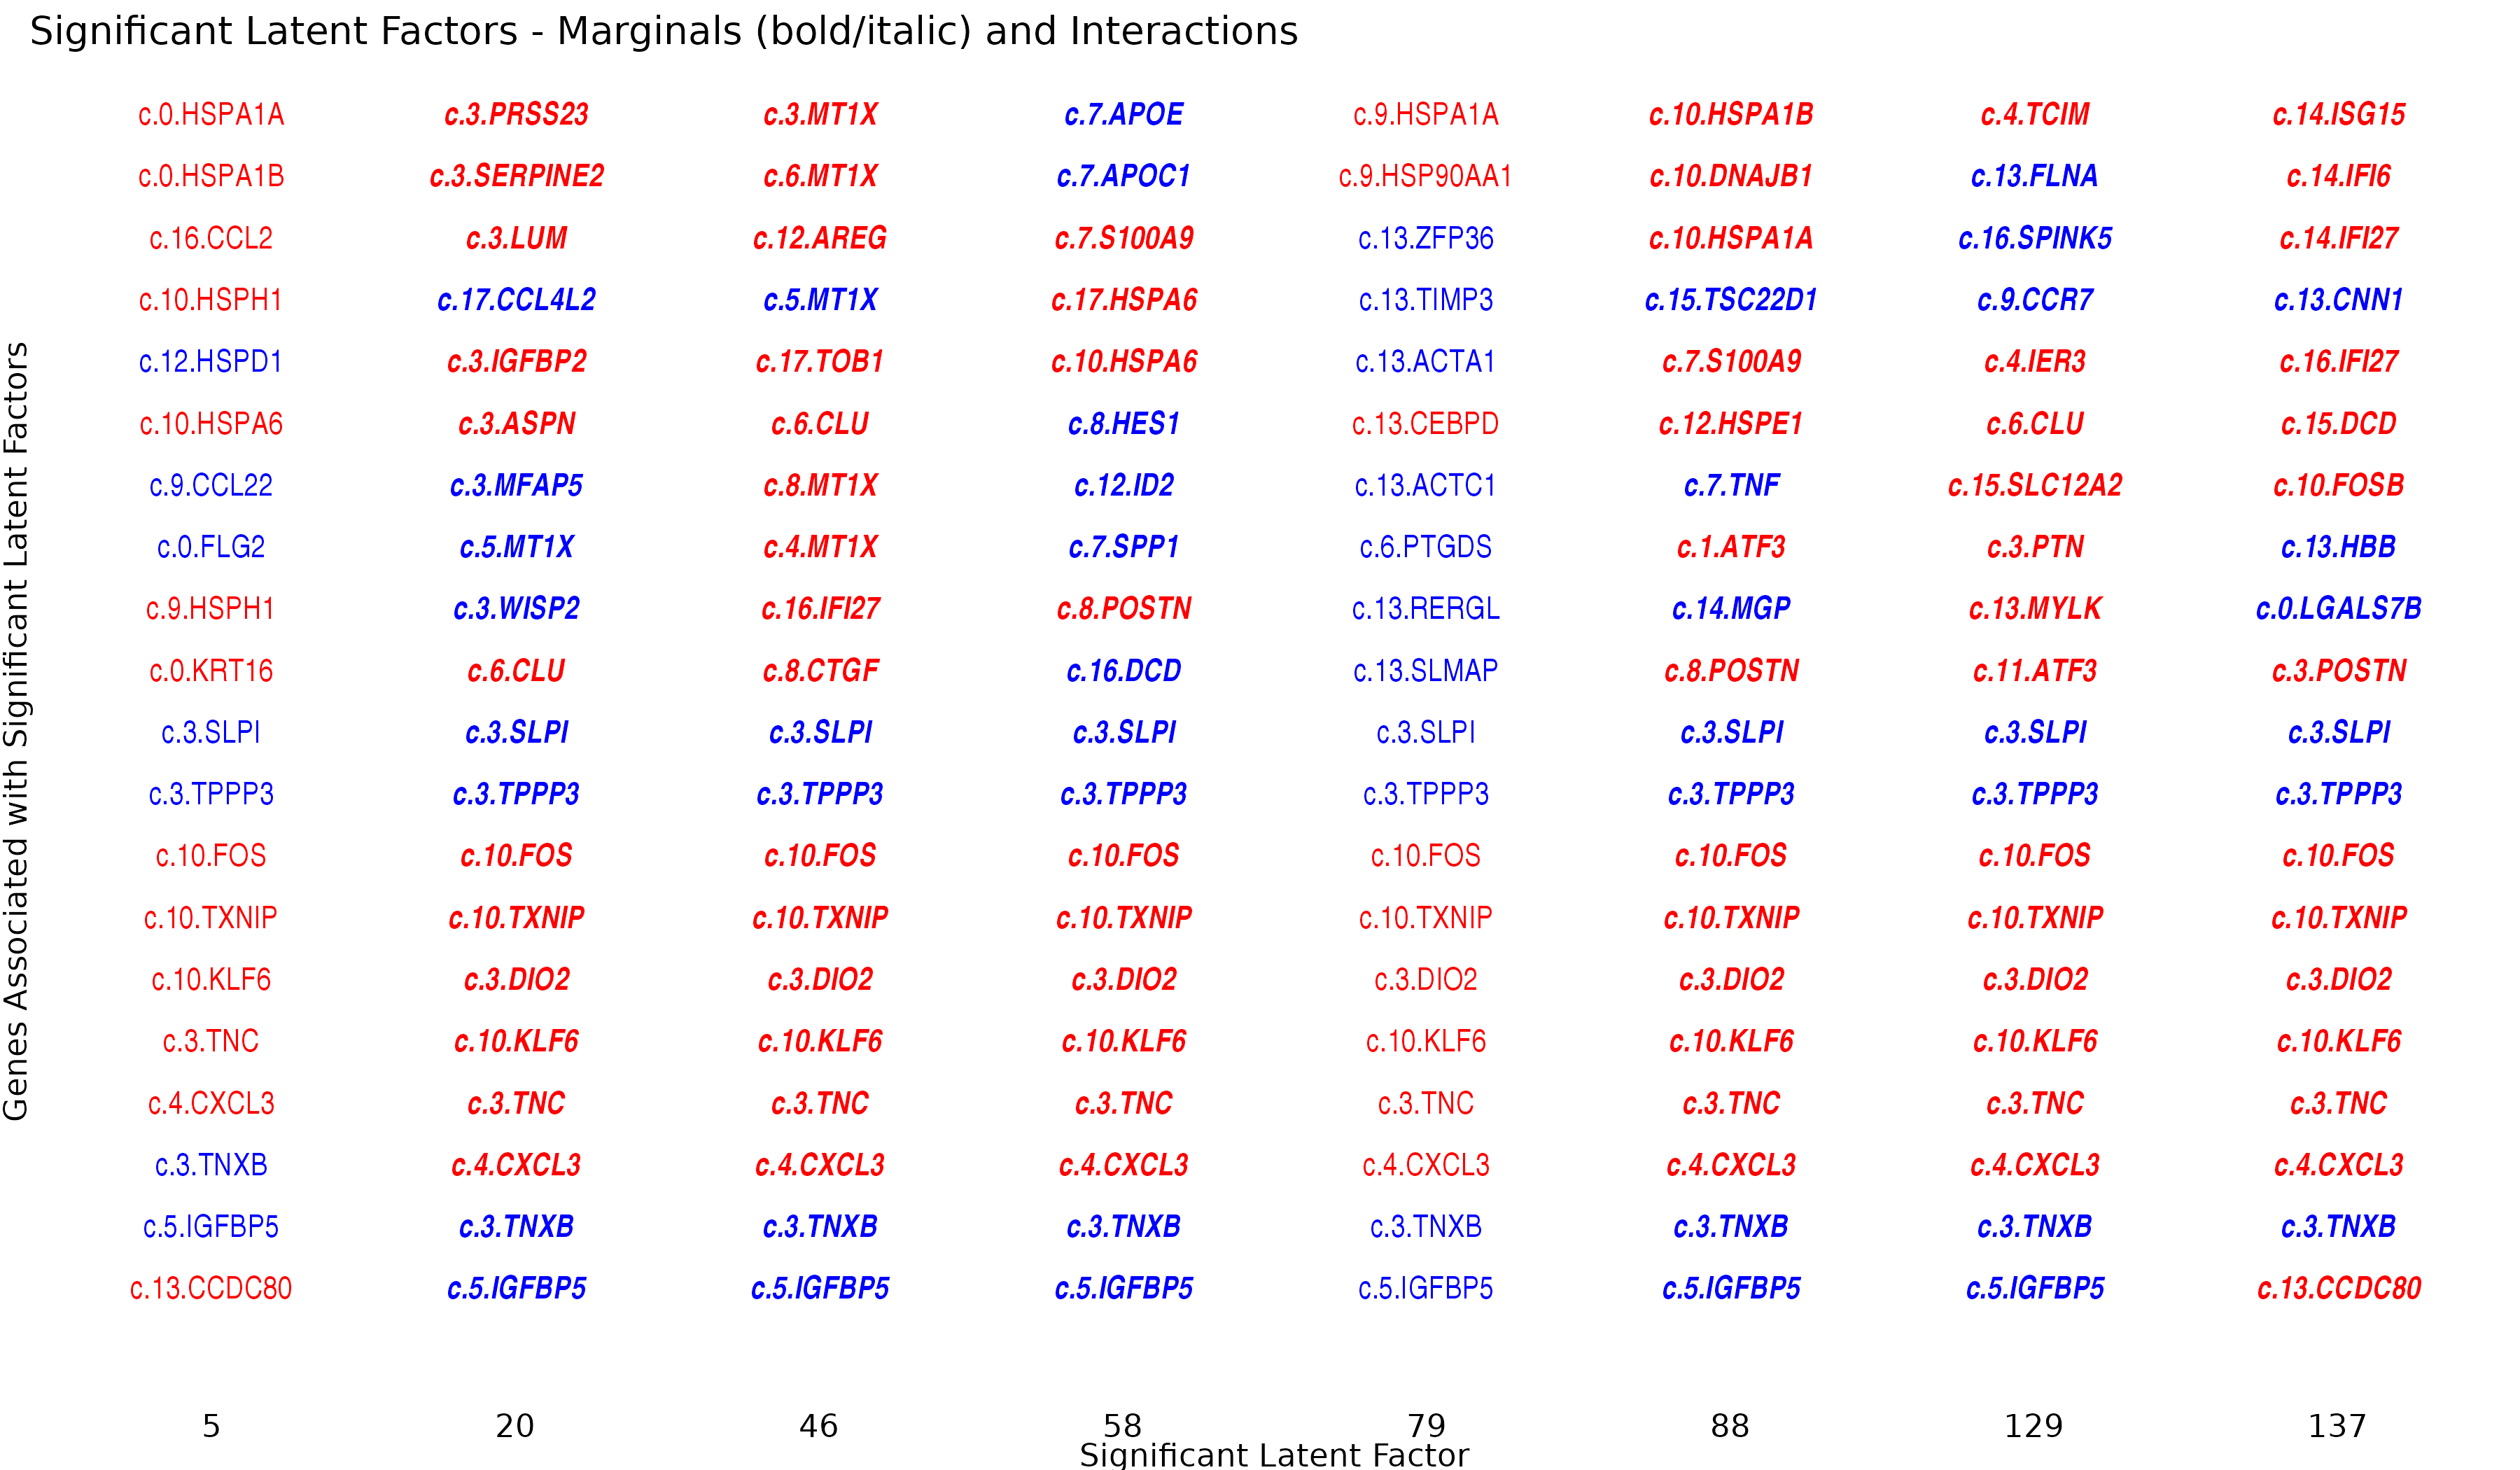 Significant Latent Factors - Marginals (bold/italic) and Interactions
Genes Associated with Significant Latent Factors
c.0.HSPA1A c.3.PRSS23 c.3.MT1X c.7.APOE c.9.HSPA1A c.10.HSPA1B c.4.TCIM c.14.ISG15
c.0.HSPA1B c.3.SERPINE2 c.6.MT1X c.7.APOC1 c.9.HSP90AA1 c.10.DNAJB1 c.13.FLNA c.14.IFI6
c.16.CCL2 c.3.LUM c.12.AREG c.7.S100A9 c.13.ZFP36 c.10.HSPA1A c.16.SPINK5 c.14.IFI27
c.10.HSPH1 c.17.CCL4L2 c.5.MT1X c.17.HSPA6 c.13.TIMP3 c.15.TSC22D1 c.9.CCR7 c.13.CNN1
c.12.HSPD1 c.3.IGFBP2 c.17.TOB1 c.10.HSPA6 c.13.ACTA1 c.7.S100A9 c.4.IER3 c.16.IFI27
c.10.HSPA6 c.3.ASPN c.6.CLU c.8.HES1 c.13.CEBPD c.12.HSPE1 c.6.CLU c.15.DCD
c.9.CCL22 c.3.MFAP5 c.8.MT1X c.12.ID2 c.13.ACTC1 c.7.TNF c.15.SLC12A2 c.10.FOSB
c.0.FLG2 c.5.MT1X c.4.MT1X c.7.SPP1 c.6.PTGDS c.1.ATF3 c.3.PTN c.13.HBB
c.9.HSPH1 c.3.WISP2 c.16.IFI27 c.8.POSTN c.13.RERGL c.14.MGP c.13.MYLK c.0.LGALS7B
c.0.KRT16 c.6.CLU c.8.CTGF c.16.DCD c.13.SLMAP c.8.POSTN c.11.ATF3 c.3.POSTN
c.3.SLPI c.3.SLPI c.3.SLPI c.3.SLPI c.3.SLPI c.3.SLPI c.3.SLPI c.3.SLPI
c.3.TPPP3 c.3.TPPP3 c.3.TPPP3 c.3.TPPP3 c.3.TPPP3 c.3.TPPP3 c.3.TPPP3 c.3.TPPP3
c.10.FOS c.10.FOS c.10.FOS c.10.FOS c.10.FOS c.10.FOS c.10.FOS c.10.FOS
c.10.TXNIP c.10.TXNIP c.10.TXNIP c.10.TXNIP c.10.TXNIP c.10.TXNIP c.10.TXNIP c.10.TXNIP
c.10.KLF6 c.3.DIO2 c.3.DIO2 c.3.DIO2 c.3.DIO2 c.3.DIO2 c.3.DIO2 c.3.DIO2
c.3.TNC c.10.KLF6 c.10.KLF6 c.10.KLF6 c.10.KLF6 c.10.KLF6 c.10.KLF6 c.10.KLF6
c.4.CXCL3 c.3.TNC c.3.TNC c.3.TNC c.3.TNC c.3.TNC c.3.TNC c.3.TNC
c.3.TNXB c.4.CXCL3 c.4.CXCL3 c.4.CXCL3 c.4.CXCL3 c.4.CXCL3 c.4.CXCL3 c.4.CXCL3
c.5.IGFBP5 c.3.TNXB c.3.TNXB c.3.TNXB c.3.TNXB c.3.TNXB c.3.TNXB c.3.TNXB
c.13.CCDC80 c.5.IGFBP5 c.5.IGFBP5 c.5.IGFBP5 c.5.IGFBP5 c.5.IGFBP5 c.5.IGFBP5 c.13.CCDC80
5 20 46 58 79 88 129 137
Significant Latent Factor